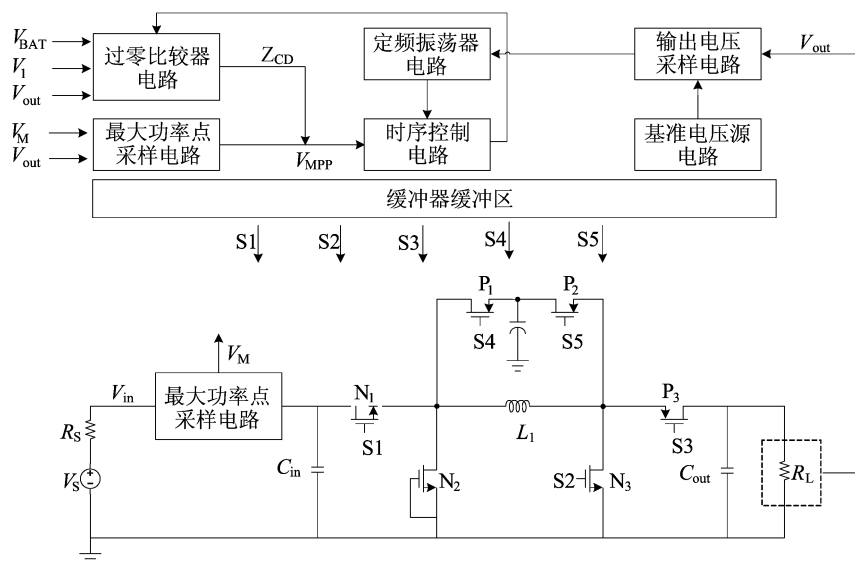 V_BAT
V_1
V_out
过零比较器
电路
Z_CD
定频振荡器
电路
输出电压
采样电路
V_out
V_M
V_out
最大功率点
采样电路
V_MPP
时序控制
电路
基准电压源
电路
缓冲器缓冲区
S1
S2
S3
S4
S5
P_1
P_2
S4
S5
V_M
V_in
最大功率点
采样电路
N_1
S1
L_1
P_3
S3
R_S
V_S
C_in
N_2
S2
N_3
C_out
R_L